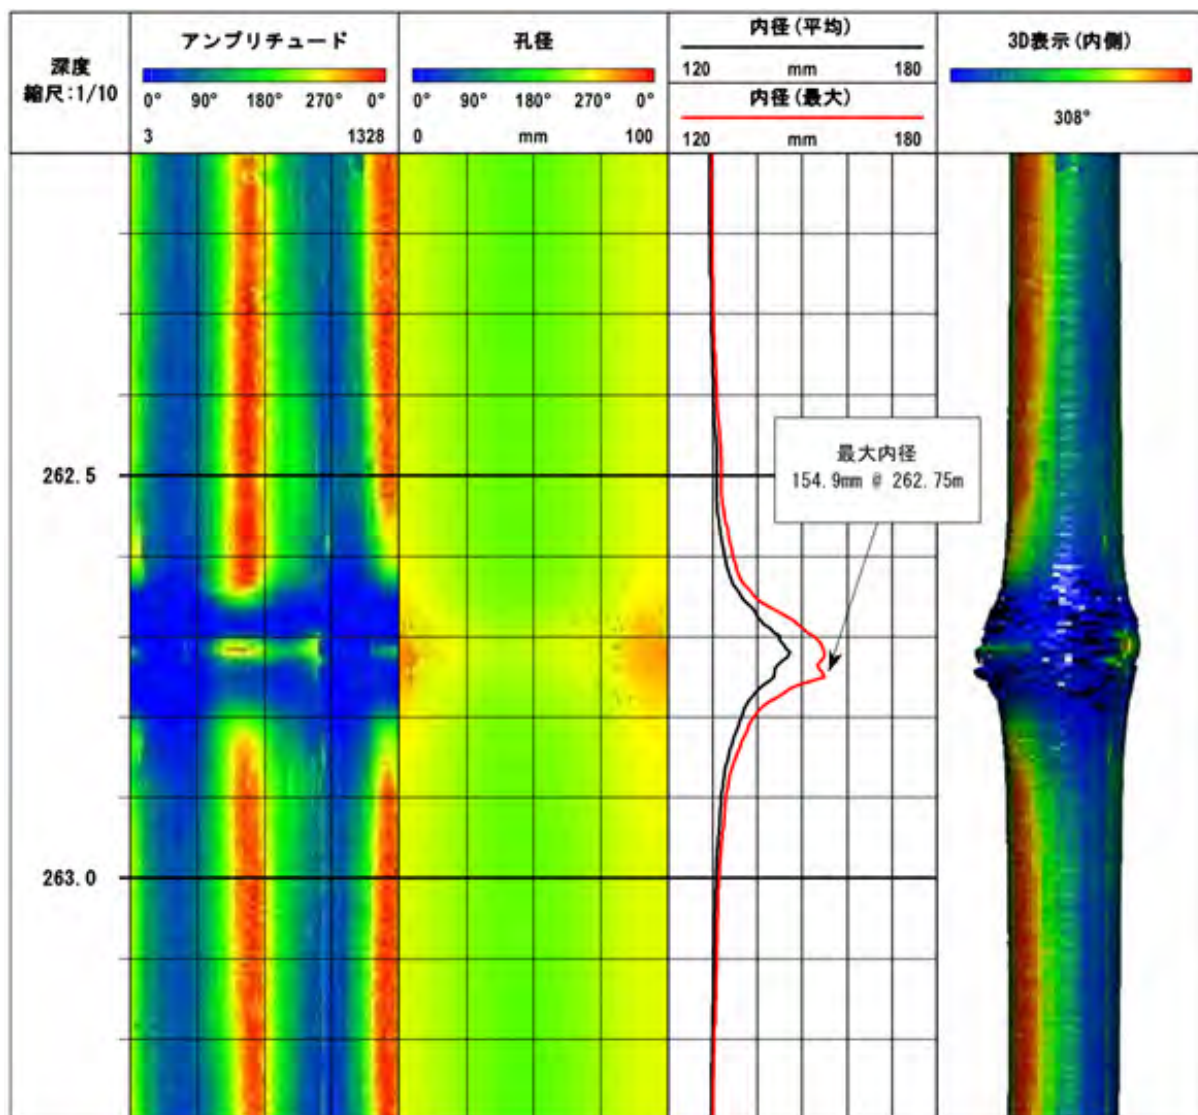 深度
縮尺:1/10
アンプリチュード
0° 90° 180° 270° 0°
3 1328
孔径
0° 90° 180° 270° 0°
0 mm 100
内径(平均)
120 mm 180
内径(最大)
120 mm 180
3D表示(内側)
308°
262.5
最大内径
154.9mm @ 262.75m
263.0